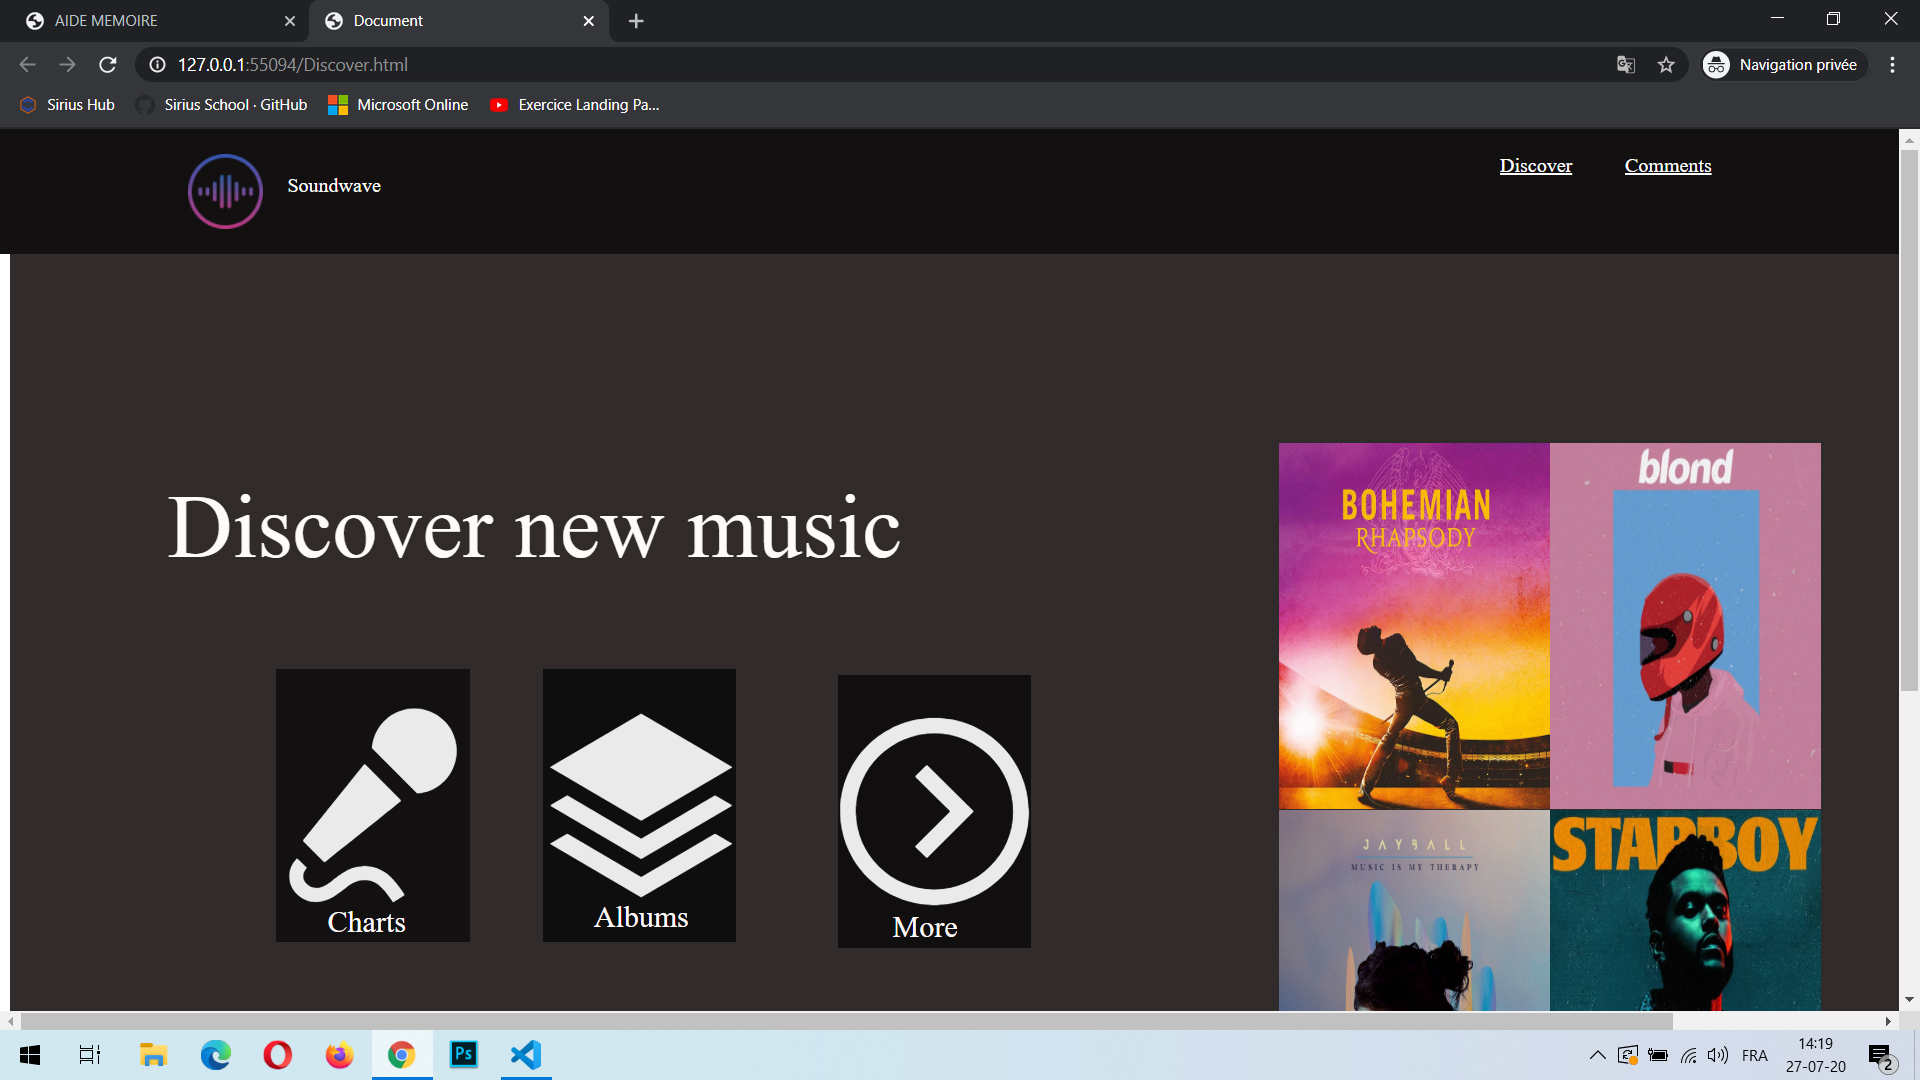 AIDE MEMOIRE
Document
127.0.0.1:55094/Discover.html
Navigation privée
Sirius Hub
Sirius School · GitHub
Microsoft Online
Exercice Landing Pa...
Soundwave
Discover
Comments
Discover new music
BOHEMIAN
RHAPSODY
blond
Charts
Albums
More
JAYBALL
MUSIC IS MY THERAPY
STARBOY
Ps
FRA
14:19
27-07-20
2